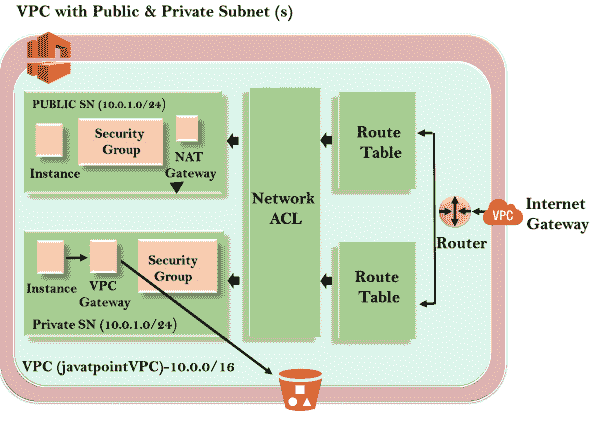 VPC with Public & Private Subnet (s)
PUBLIC SN (10.0.1.0/24)
Security
Group
Instance
NAT
Gateway
Network
ACL
Route
Table
Router
VPC
Internet
Gateway
Instance
VPC
Gateway
Security
Group
Private SN (10.0.1.0/24)
Route
Table
VPC (javatpointVPC)-10.0.0/16